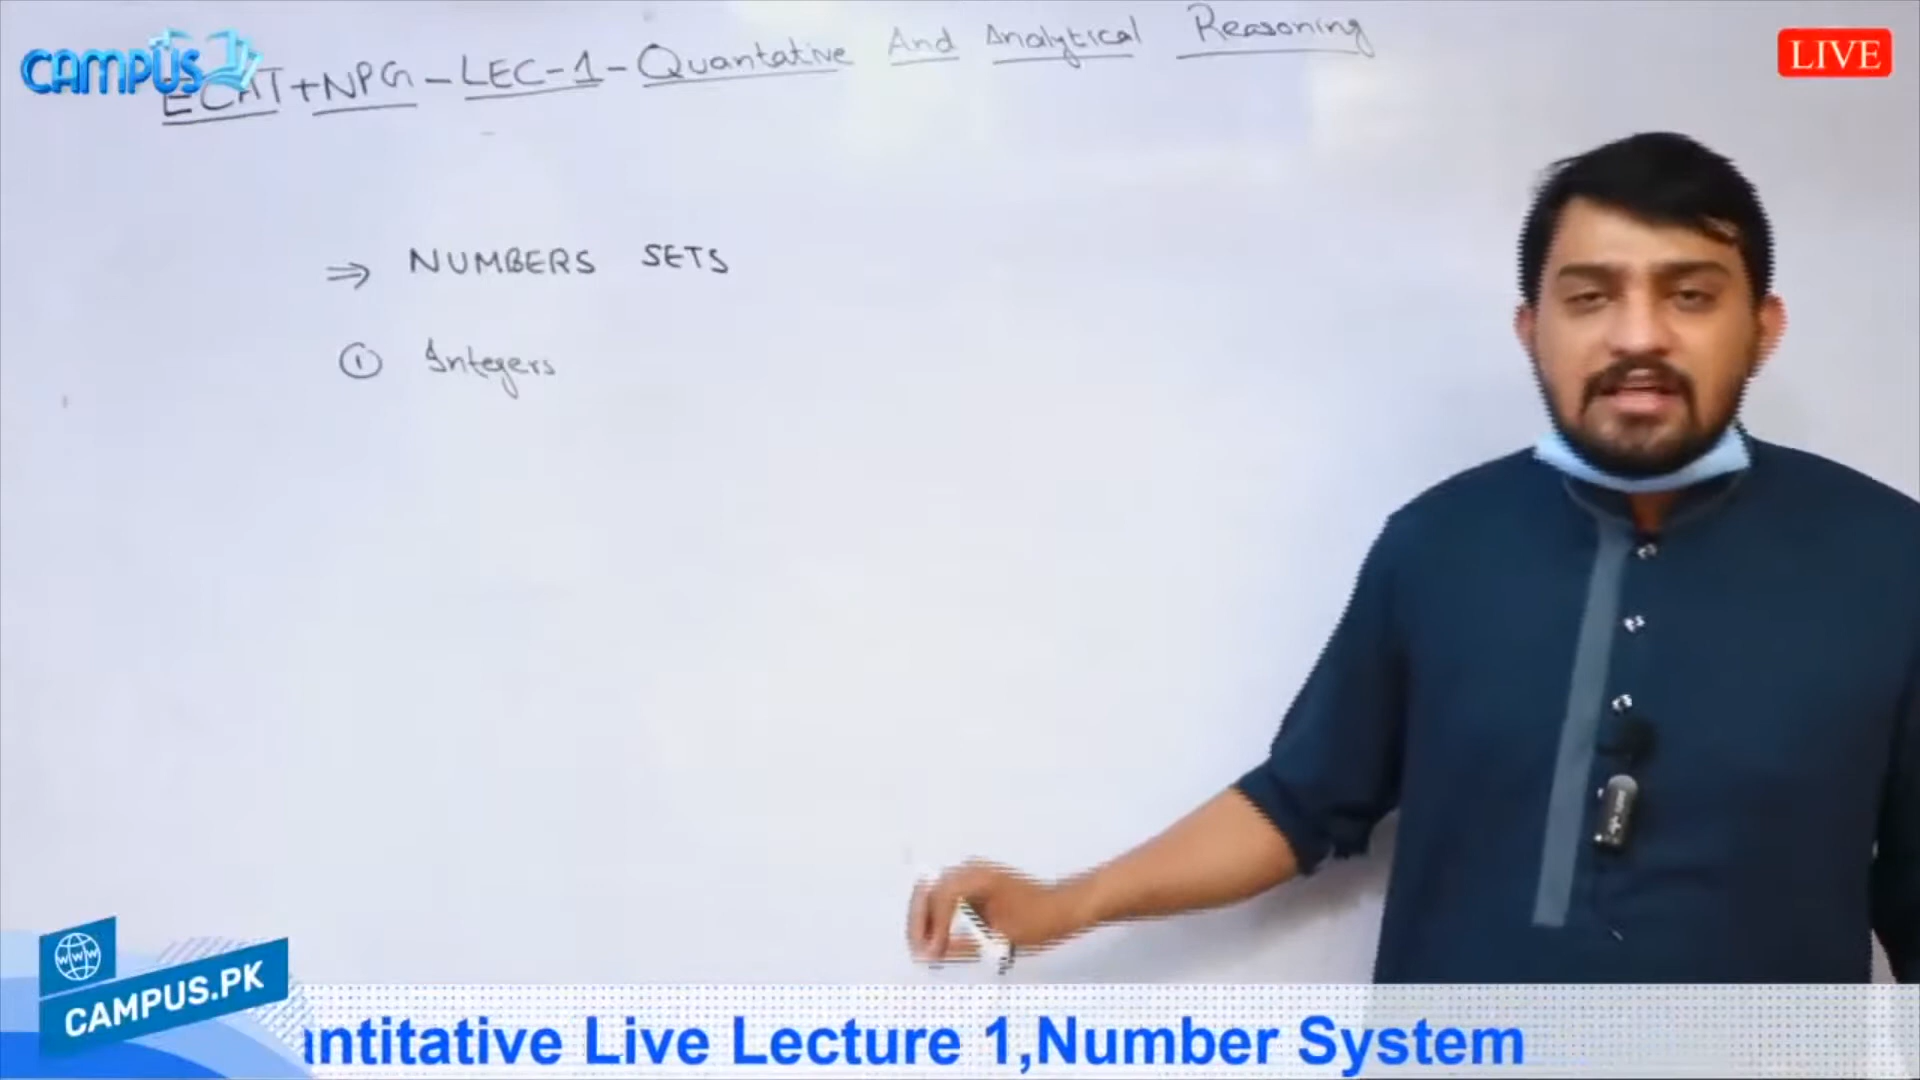 CAMPUS
ECAT+NPG-LEC-1-Quantative And Analytical Reasoning
LIVE
⇒ NUMBERS SETS
① Integers
www
CAMPUS.PK
antitative Live Lecture 1,Number System